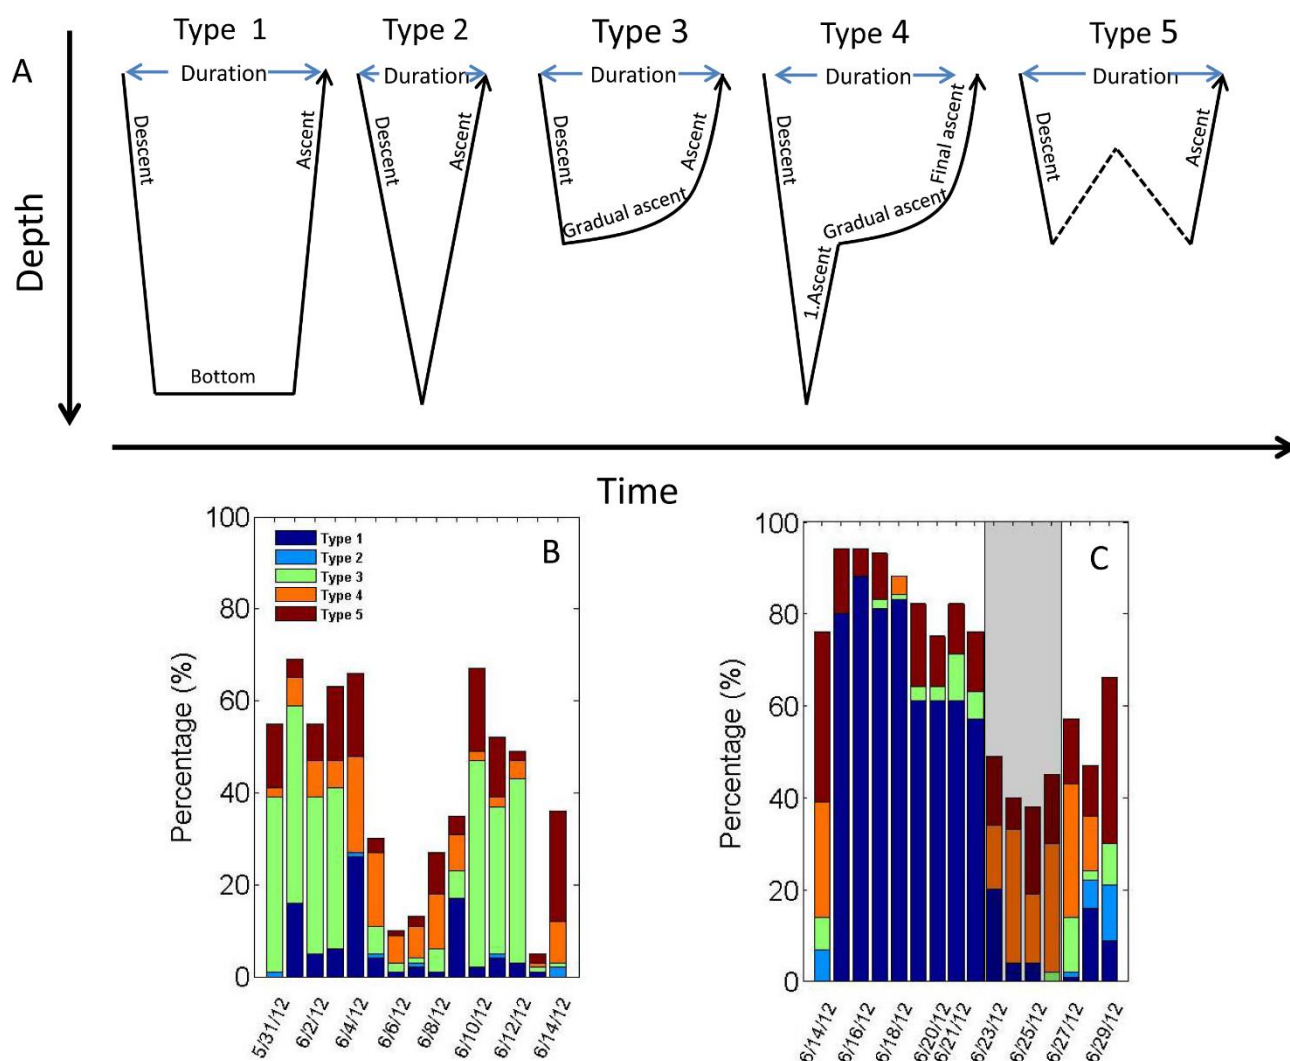 Type 1
Type 2
Type 3
Type 4
Type 5
A
Duration
Duration
Duration
Duration
Duration
Descent
Ascent
Descent
Ascent
Descent
Ascent
Descent
Final ascent
Descent
Ascent
Gradual ascent
Gradual ascent
1.Ascent
Bottom
Depth
Time
100
80
60
40
20
0
Percentage (%)
Type 1
Type 2
Type 3
Type 4
Type 5
B
5/31/12
6/2/12
6/4/12
6/6/12
6/8/12
6/10/12
6/12/12
6/14/12
100
80
60
40
20
0
Percentage (%)
C
6/14/12
6/16/12
6/18/12
6/20/12
6/21/12
6/23/12
6/25/12
6/27/12
6/29/12